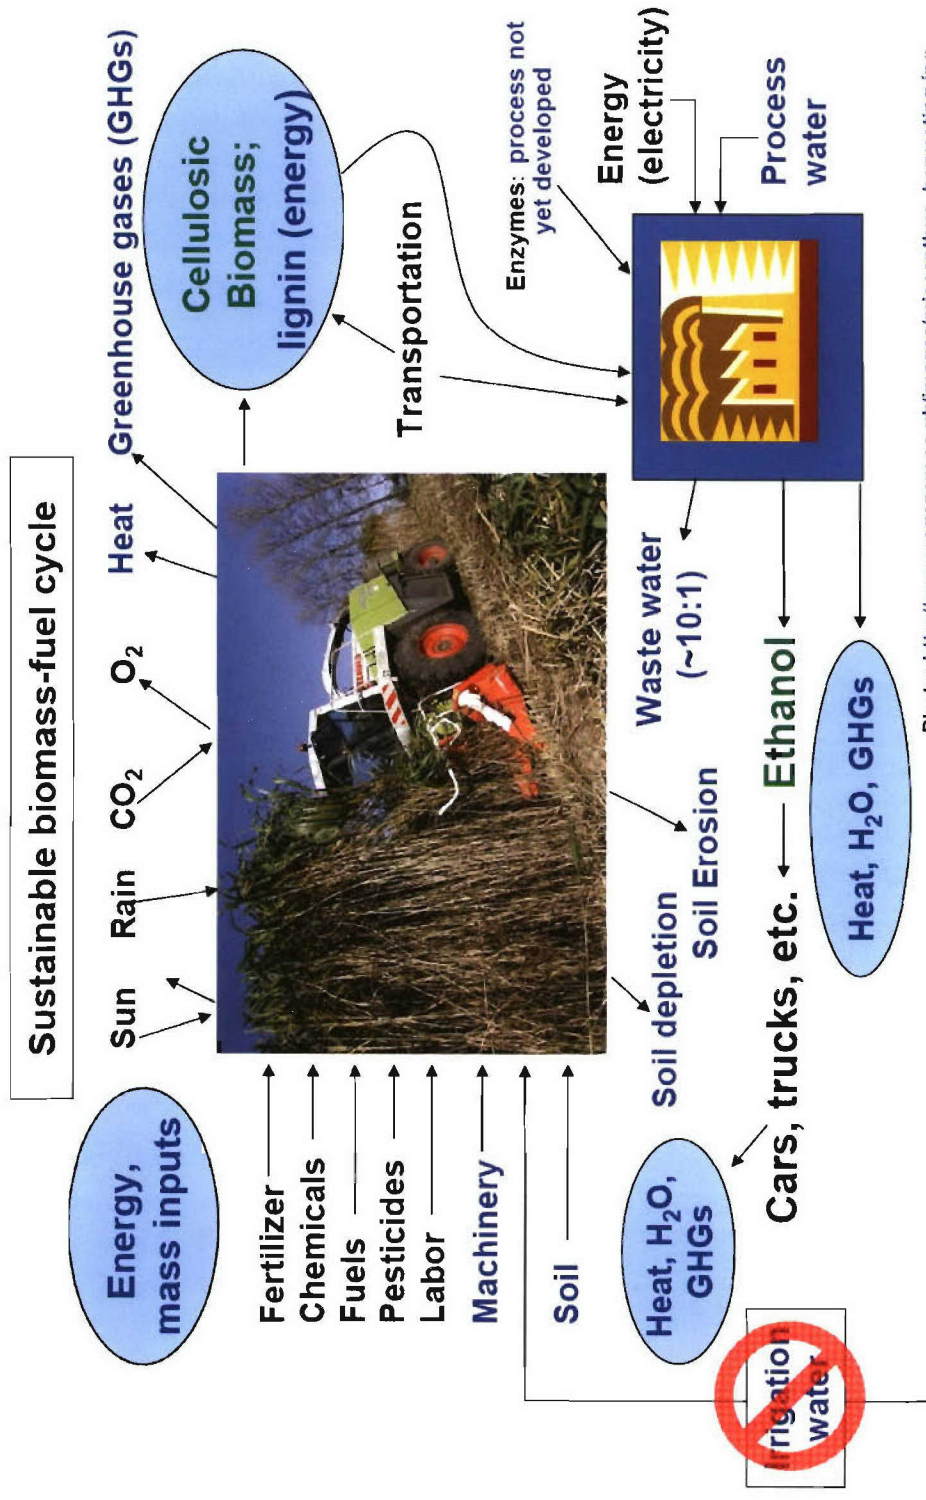 Sustainable biomass-fuel cycle
Energy,
mass inputs
Sun
Rain
CO₂
O₂
Heat
Greenhouse gases (GHGs)
Fertilizer
Chemicals
Fuels
Pesticides
Labor
Machinery
Soil
Cellulosic
Biomass;
lignin (energy)
Transportation
Enzymes: process not
yet developed
Energy
(electricity)
Process
water
Soil depletion
Soil Erosion
Waste water
(~10:1)
Heat, H₂O,
GHGs
Cars, trucks, etc.
Ethanol
Heat, H₂O, GHGs
Irrigation
water